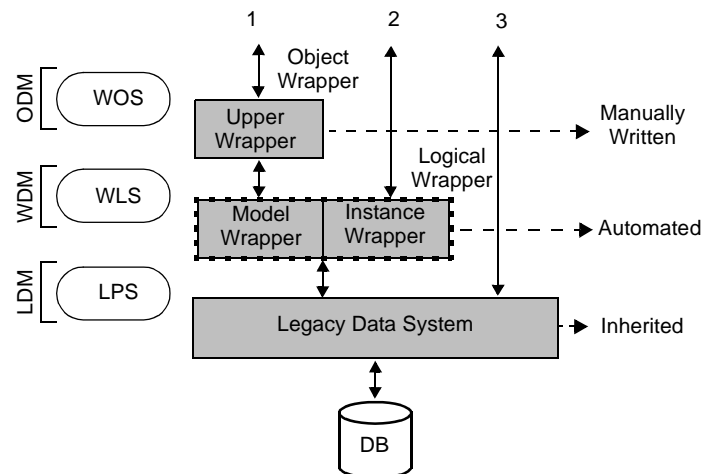 1
2
3
Object
Wrapper
ODM
WOS
Upper
Wrapper
Manually
Written
Logical
Wrapper
WDM
WLS
Model
Wrapper
Instance
Wrapper
Automated
LDM
LPS
Legacy Data System
Inherited
DB